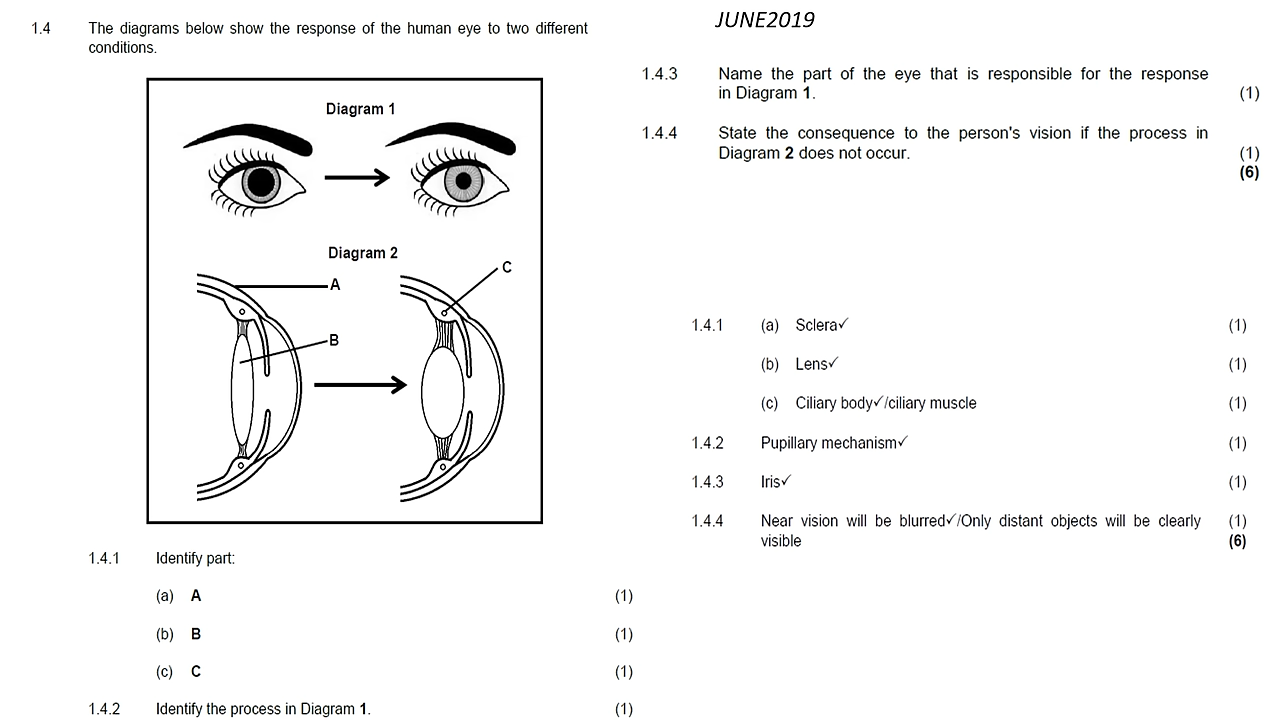 1.4 The diagrams below show the response of the human eye to two different
conditions.
Diagram 1
Diagram 2
A
B
C
1.4.1 Identify part:
(a) A (1)
(b) B (1)
(c) C (1)
1.4.2 Identify the process in Diagram 1. (1)
JUNE2019
1.4.3 Name the part of the eye that is responsible for the response
in Diagram 1. (1)
1.4.4 State the consequence to the person's vision if the process in
Diagram 2 does not occur. (1)
(6)
1.4.1 (a) Sclera✓ (1)
(b) Lens✓ (1)
(c) Ciliary body✓/ciliary muscle (1)
1.4.2 Pupillary mechanism✓ (1)
1.4.3 Iris✓ (1)
1.4.4 Near vision will be blurred✓/Only distant objects will be clearly (1)
visible (6)